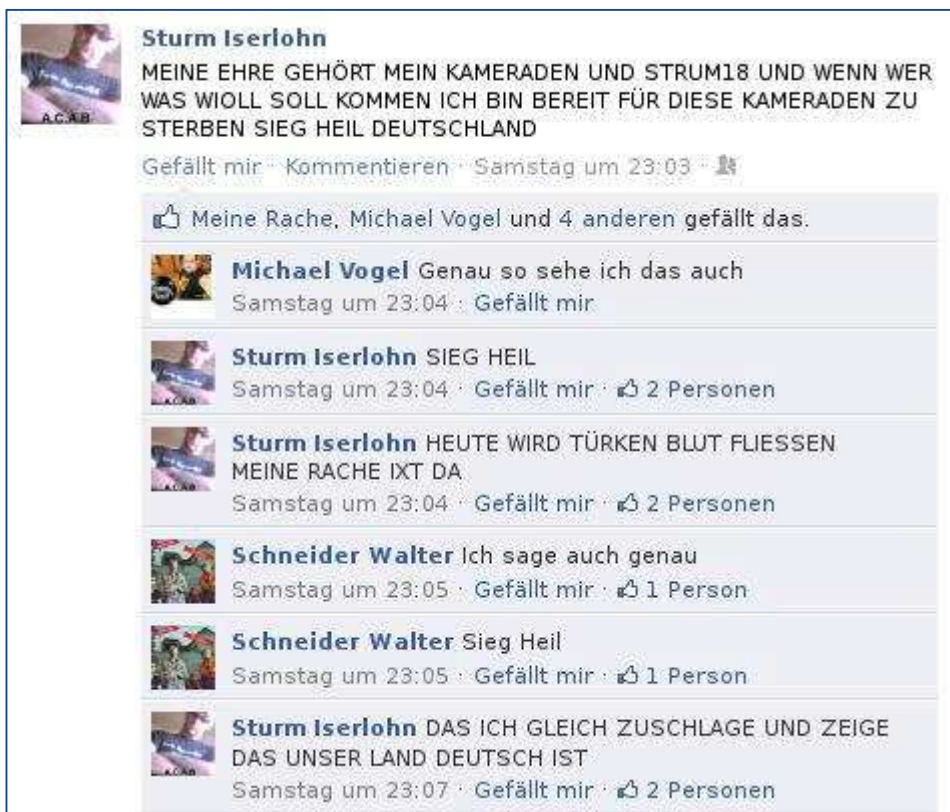 Sturm Iserlohn
MEINE EHRE GEHÖRT MEIN KAMERADEN UND STRUM18 UND WENN WER
WAS WIOLL SOLL KOMMEN ICH BIN BEREIT FÜR DIESE KAMERADEN ZU
STERBEN SIEG HEIL DEUTSCHLAND
Gefällt mir · Kommentieren · Samstag um 23:03 ·
Meine Rache, Michael Vogel und 4 anderen gefällt das.
Michael Vogel Genau so sehe ich das auch
Samstag um 23:04 · Gefällt mir
Sturm Iserlohn SIEG HEIL
Samstag um 23:04 · Gefällt mir · 2 Personen
Sturm Iserlohn HEUTE WIRD TÜRKEN BLUT FLIESSEN
MEINE RACHE IXT DA
Samstag um 23:04 · Gefällt mir · 2 Personen
Schneider Walter Ich sage auch genau
Samstag um 23:05 · Gefällt mir · 1 Person
Schneider Walter Sieg Heil
Samstag um 23:05 · Gefällt mir · 1 Person
Sturm Iserlohn DAS ICH GLEICH ZUSCHLAGE UND ZEIGE
DAS UNSER LAND DEUTSCH IST
Samstag um 23:07 · Gefällt mir · 2 Personen
A.C.A.B